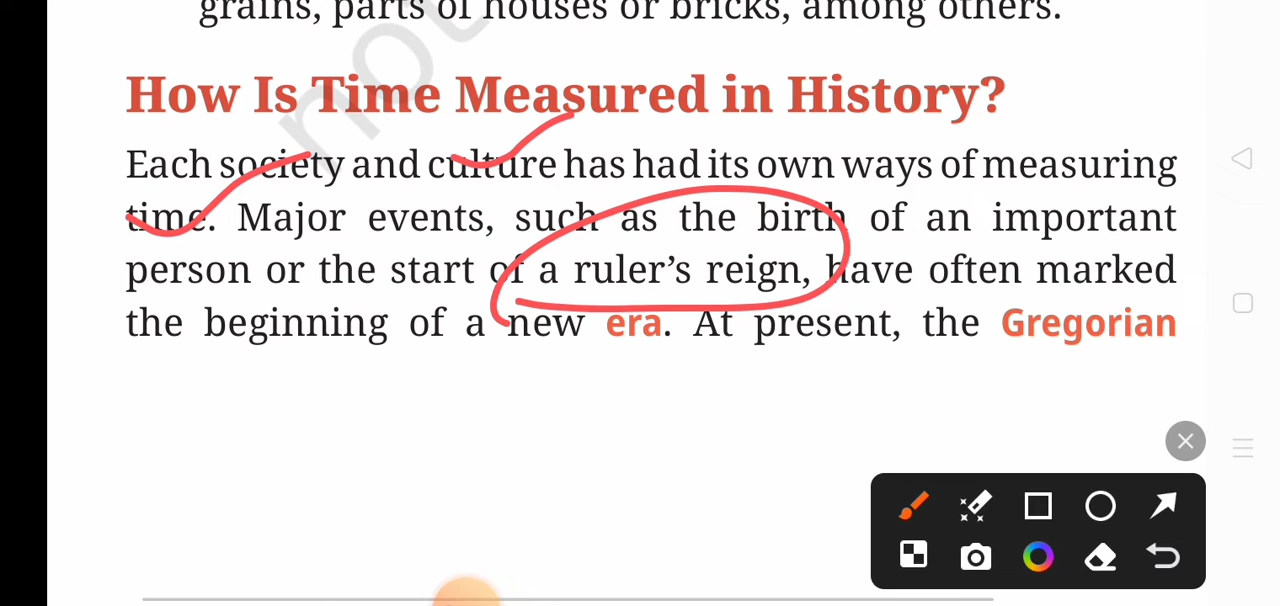 grains, parts of houses or bricks, among others.
How Is Time Measured in History?
Each society and culture has had its own ways of measuring
time. Major events, such as the birth of an important
person or the start of a ruler’s reign, have often marked
the beginning of a new era. At present, the Gregorian
not